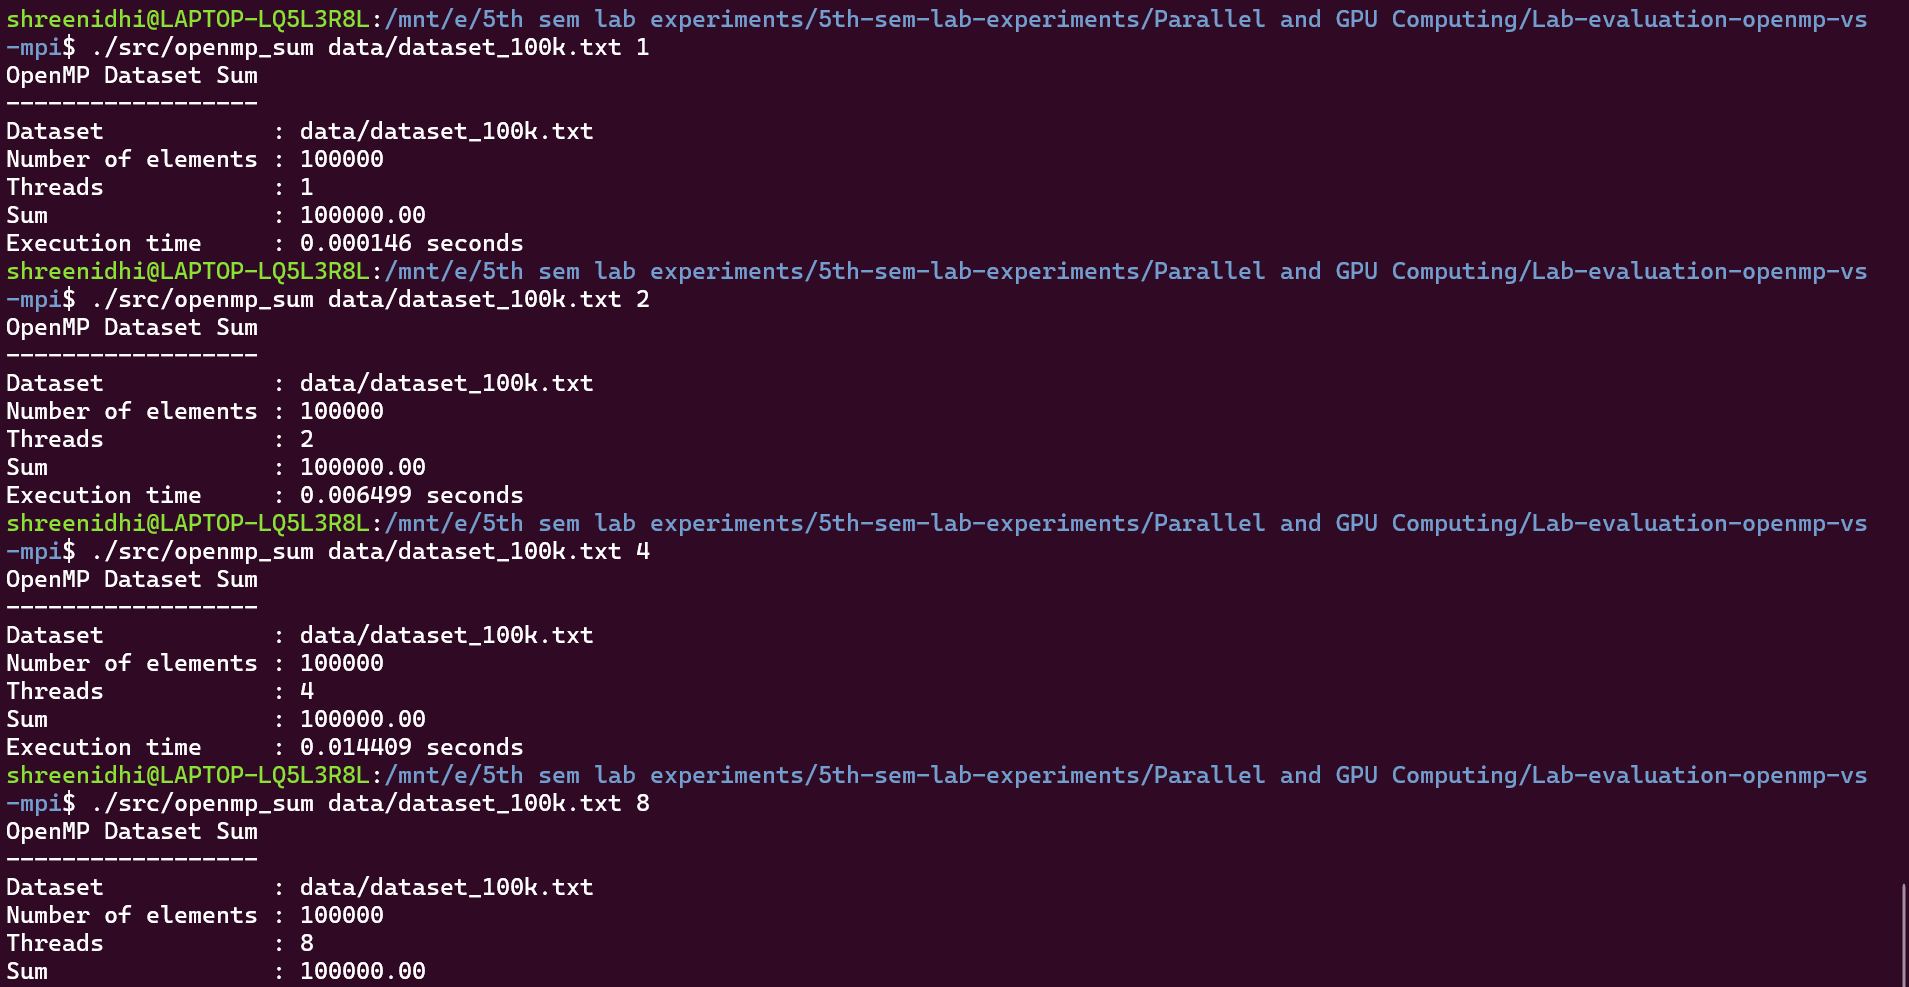 shreenidhi@LAPTOP-LQ5L3R8L:/mnt/e/5th sem lab experiments/5th-sem-lab-experiments/Parallel and GPU Computing/Lab-evaluation-openmp-vs
-mpi$ ./src/openmp_sum data/dataset_100k.txt 1
OpenMP Dataset Sum
------------------
Dataset            : data/dataset_100k.txt
Number of elements : 100000
Threads            : 1
Sum                : 100000.00
Execution time     : 0.000146 seconds
shreenidhi@LAPTOP-LQ5L3R8L:/mnt/e/5th sem lab experiments/5th-sem-lab-experiments/Parallel and GPU Computing/Lab-evaluation-openmp-vs
-mpi$ ./src/openmp_sum data/dataset_100k.txt 2
OpenMP Dataset Sum
------------------
Dataset            : data/dataset_100k.txt
Number of elements : 100000
Threads            : 2
Sum                : 100000.00
Execution time     : 0.006499 seconds
shreenidhi@LAPTOP-LQ5L3R8L:/mnt/e/5th sem lab experiments/5th-sem-lab-experiments/Parallel and GPU Computing/Lab-evaluation-openmp-vs
-mpi$ ./src/openmp_sum data/dataset_100k.txt 4
OpenMP Dataset Sum
------------------
Dataset            : data/dataset_100k.txt
Number of elements : 100000
Threads            : 4
Sum                : 100000.00
Execution time     : 0.014409 seconds
shreenidhi@LAPTOP-LQ5L3R8L:/mnt/e/5th sem lab experiments/5th-sem-lab-experiments/Parallel and GPU Computing/Lab-evaluation-openmp-vs
-mpi$ ./src/openmp_sum data/dataset_100k.txt 8
OpenMP Dataset Sum
------------------
Dataset            : data/dataset_100k.txt
Number of elements : 100000
Threads            : 8
Sum                : 100000.00